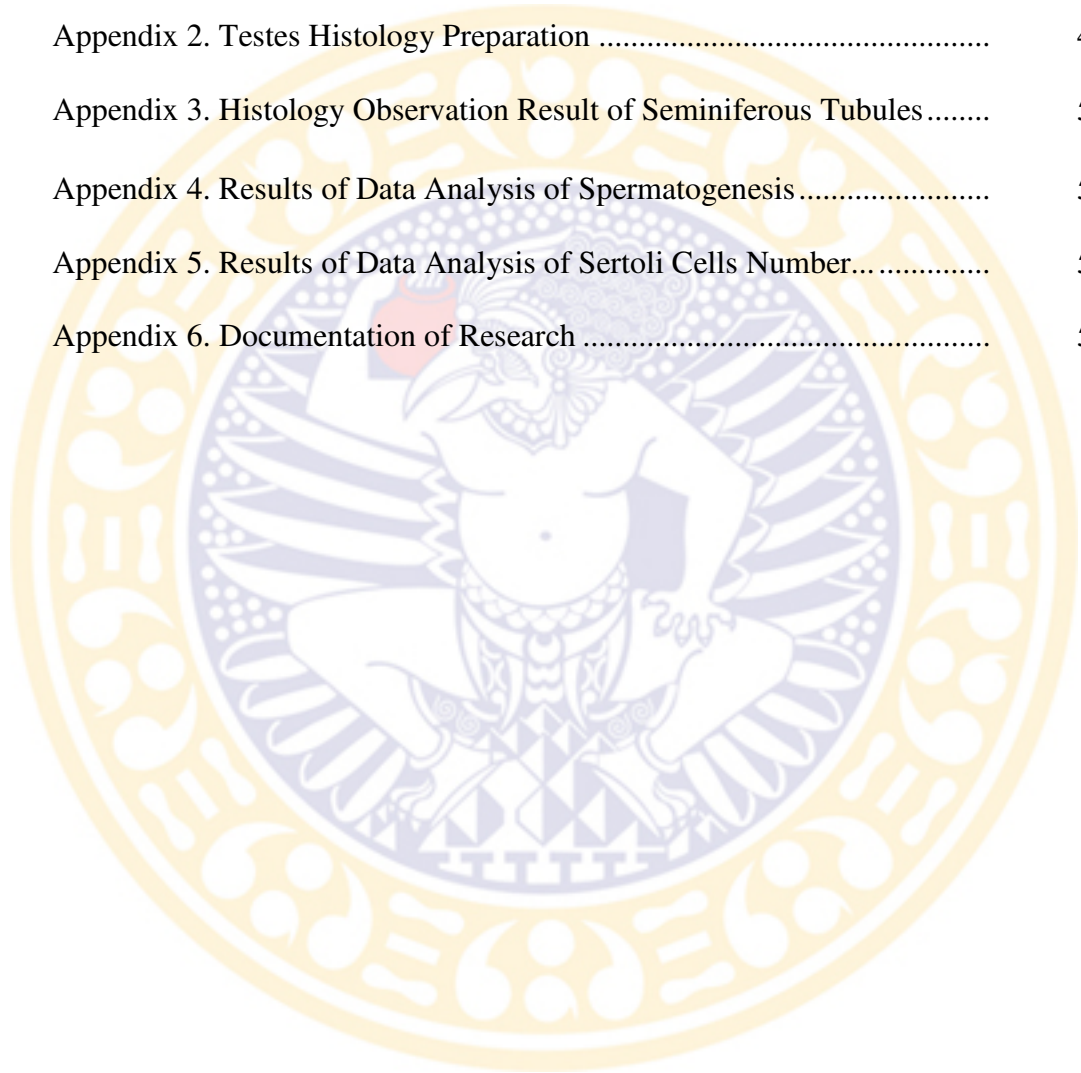 Appendix 2. Testes Histology Preparation ..............................................
Appendix 3. Histology Observation Result of Seminiferous Tubules........
Appendix 4. Results of Data Analysis of Spermatogenesis......................
Appendix 5. Results of Data Analysis of Sertoli Cells Number.................
Appendix 6. Documentation of Research ................................................